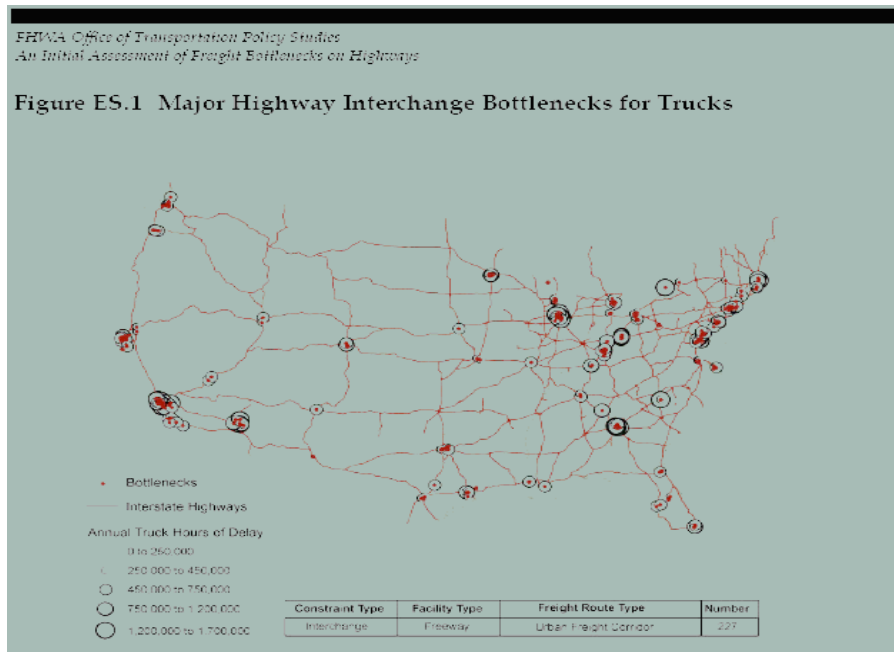 FHWA Office of Transportation Policy Studies
An Initial Assessment of Freight Bottlenecks on Highways
Figure ES.1 Major Highway Interchange Bottlenecks for Trucks
Bottlenecks
Interstate Highways
Annual Truck Hours of Delay
0 to 250,000
250,000 to 450,000
450,000 to 750,000
750,000 to 1,200,000
1,200,000 to 1,700,000
Constraint Type Facility Type Freight Route Type Number
Interchange Freeway Urban Freight Corridor 227